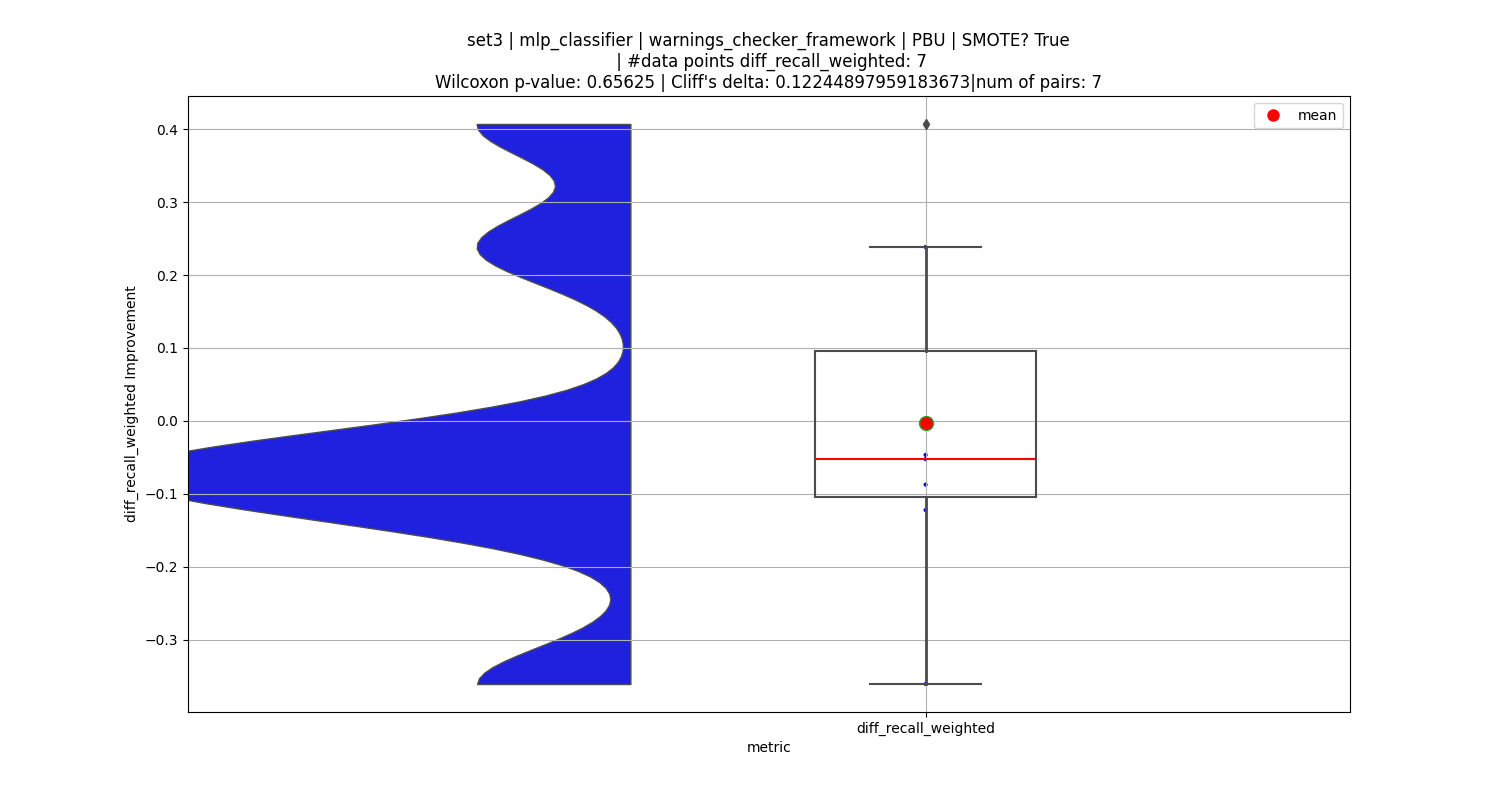 set3 | mlp_classifier | warnings_checker_framework | PBU | SMOTE? True
| #data points diff_recall_weighted: 7
Wilcoxon p-value: 0.65625 | Cliff's delta: 0.12244897959183673|num of pairs: 7
mean
0.4
0.3
0.2
0.1
0.0
−0.1
−0.2
−0.3
diff_recall_weighted Improvement
diff_recall_weighted
metric